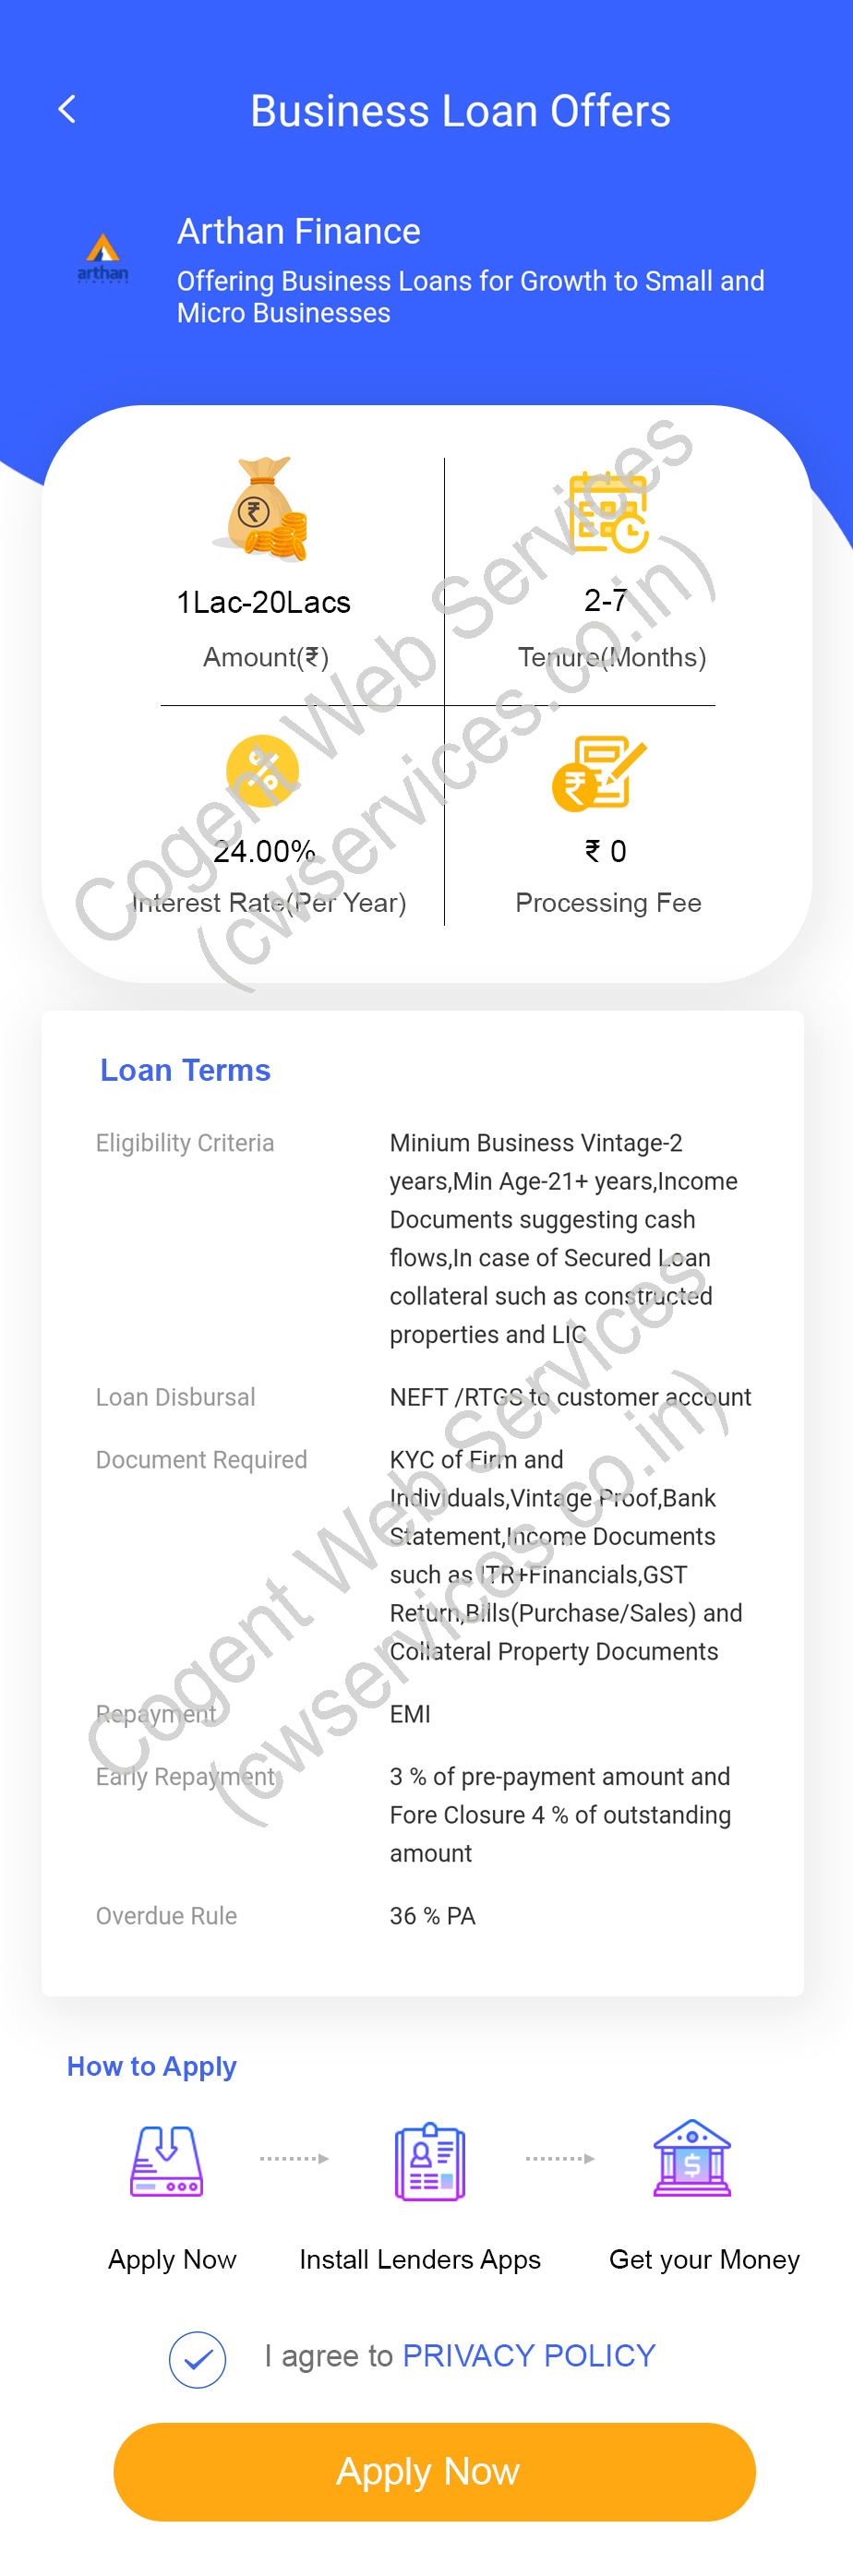 Business Loan Offers
Arthan Finance
arthan
FINANCE
Offering Business Loans for Growth to Small and
Micro Businesses
1Lac-20Lacs
2-7
Amount(₹)
Tenure(Months)
24.00%
₹ 0
Interest Rate(Per Year)
Processing Fee
Cogent Web Services
(cwservices.co.in)
Loan Terms
Eligibility Criteria
Minium Business Vintage-2
years,Min Age-21+ years,Income
Documents suggesting cash
flows,In case of Secured Loan
collateral such as constructed
properties and LIC
Loan Disbursal
NEFT /RTGS to customer account
Document Required
KYC of Firm and
Individuals,Vintage Proof,Bank
Statement,Income Documents
such as ITR+Financials,GST
Return,Bills(Purchase/Sales) and
Collateral Property Documents
Repayment
EMI
Early Repayment
3 % of pre-payment amount and
Fore Closure 4 % of outstanding
amount
Overdue Rule
36 % PA
Cogent Web Services
(cwservices.co.in)
How to Apply
Apply Now
Install Lenders Apps
Get your Money
I agree to PRIVACY POLICY
Apply Now